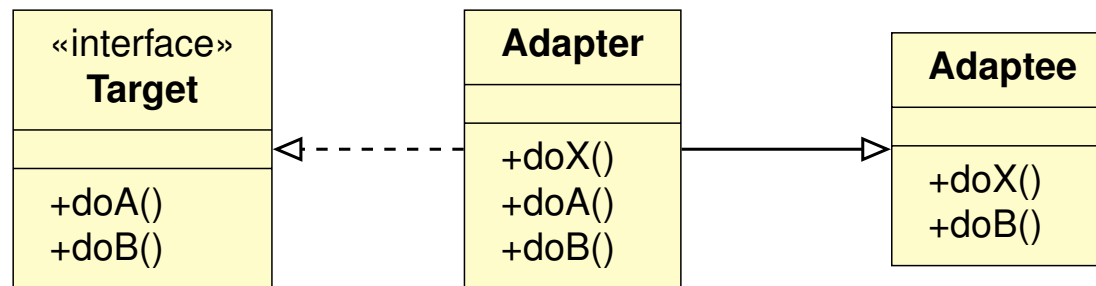 «interface»
Target
+doA()
+doB()
Adapter
+doX()
+doA()
+doB()
Adaptee
+doX()
+doB()